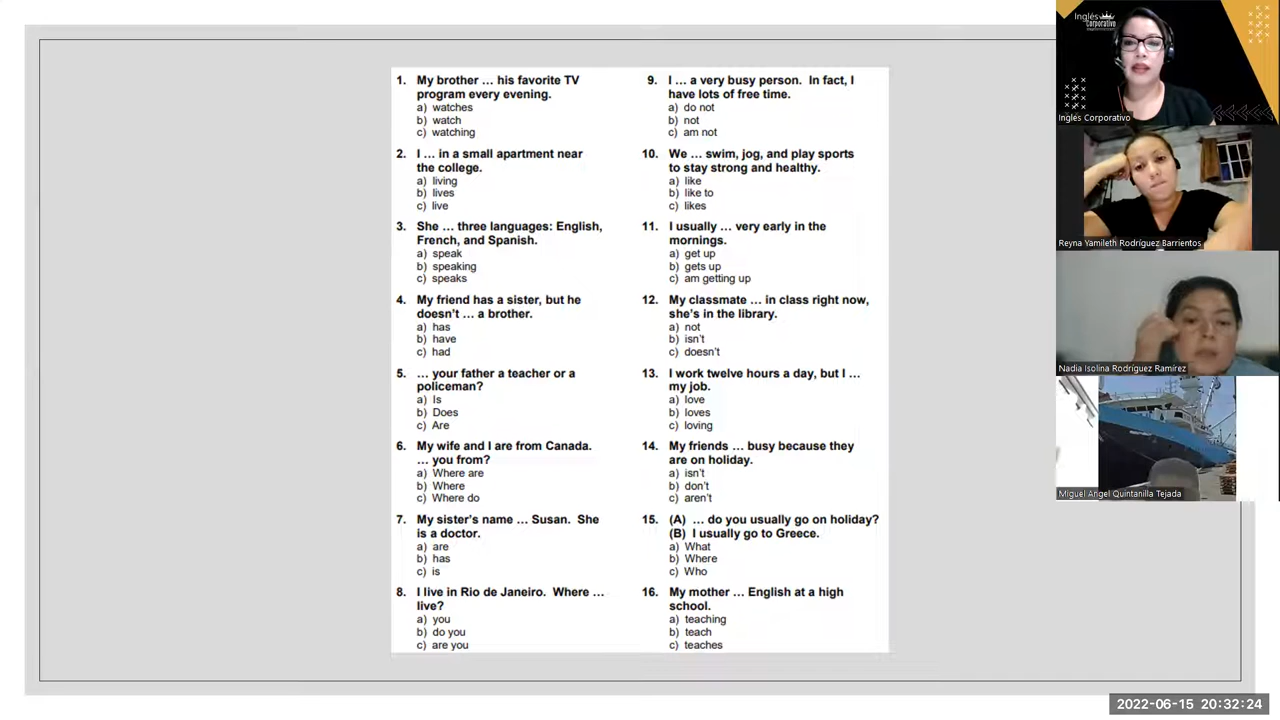 1. My brother … his favorite TV
program every evening.
a) watches
b) watch
c) watching
2. I … in a small apartment near
the college.
a) living
b) lives
c) live
3. She … three languages: English,
French, and Spanish.
a) speak
b) speaking
c) speaks
4. My friend has a sister, but he
doesn’t … a brother.
a) has
b) have
c) had
5. … your father a teacher or a
policeman?
a) Is
b) Does
c) Are
6. My wife and I are from Canada.
… you from?
a) Where are
b) Where
c) Where do
7. My sister’s name … Susan. She
is a doctor.
a) are
b) has
c) is
8. I live in Rio de Janeiro. Where …
live?
a) you
b) do you
c) are you
9. I … a very busy person. In fact, I
have lots of free time.
a) do not
b) not
c) am not
10. We … swim, jog, and play sports
to stay strong and healthy.
a) like
b) like to
c) likes
11. I usually … very early in the
mornings.
a) get up
b) gets up
c) am getting up
12. My classmate … in class right now,
she’s in the library.
a) not
b) isn’t
c) doesn’t
13. I work twelve hours a day, but I …
my job.
a) love
b) loves
c) loving
14. My friends … busy because they
are on holiday.
a) isn’t
b) don’t
c) aren’t
15. (A) … do you usually go on holiday?
(B) I usually go to Greece.
a) What
b) Where
c) Who
16. My mother … English at a high
school.
a) teaching
b) teach
c) teaches
Inglés
Corporativo
Inglés Corporativo
Reyna Yamileth Rodríguez Barrientos
Nadia Isolina Rodríguez Ramírez
Miguel Angel Quintanilla Tejada
2022-06-15 20:32:24